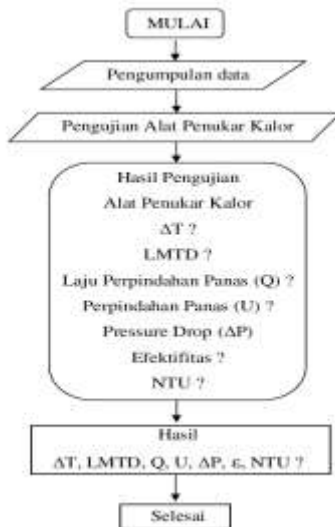 MULAI
Pengumpulan data
Pengujian Alat Penukar Kalor
Hasil Pengujian
Alat Penukar Kalor
ΔT ?
LMTD ?
Laju Perpindahan Panas (Q) ?
Perpindahan Panas (U) ?
Pressure Drop (ΔP)
Efektifitas ?
NTU ?
Hasil
ΔT, LMTD, Q, U, ΔP, ε, NTU ?
Selesai